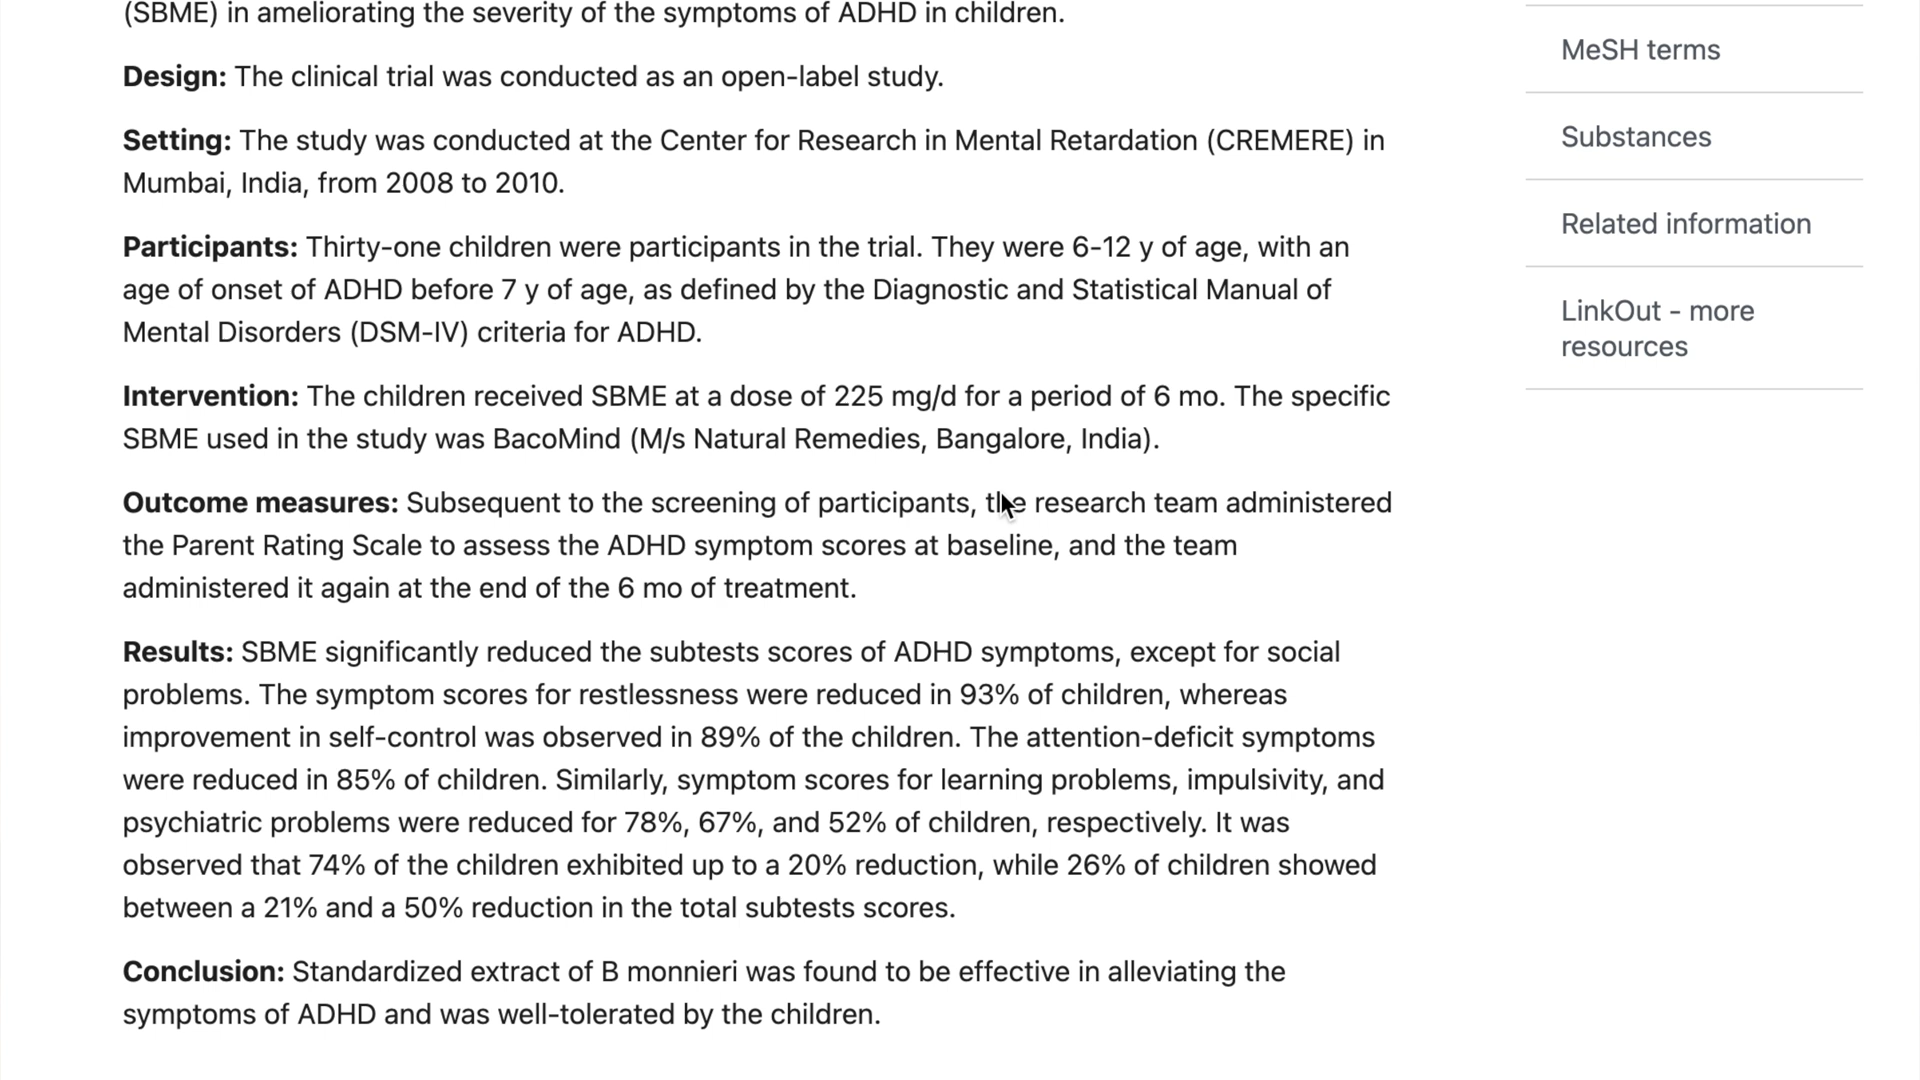 (SBME) in ameliorating the severity of the symptoms of ADHD in children.
Design: The clinical trial was conducted as an open-label study.
Setting: The study was conducted at the Center for Research in Mental Retardation (CREMERE) in
Mumbai, India, from 2008 to 2010.
Participants: Thirty-one children were participants in the trial. They were 6-12 y of age, with an
age of onset of ADHD before 7 y of age, as defined by the Diagnostic and Statistical Manual of
Mental Disorders (DSM-IV) criteria for ADHD.
Intervention: The children received SBME at a dose of 225 mg/d for a period of 6 mo. The specific
SBME used in the study was BacoMind (M/s Natural Remedies, Bangalore, India).
Outcome measures: Subsequent to the screening of participants, the research team administered
the Parent Rating Scale to assess the ADHD symptom scores at baseline, and the team
administered it again at the end of the 6 mo of treatment.
Results: SBME significantly reduced the subtests scores of ADHD symptoms, except for social
problems. The symptom scores for restlessness were reduced in 93% of children, whereas
improvement in self-control was observed in 89% of the children. The attention-deficit symptoms
were reduced in 85% of children. Similarly, symptom scores for learning problems, impulsivity, and
psychiatric problems were reduced for 78%, 67%, and 52% of children, respectively. It was
observed that 74% of the children exhibited up to a 20% reduction, while 26% of children showed
between a 21% and a 50% reduction in the total subtests scores.
Conclusion: Standardized extract of B monnieri was found to be effective in alleviating the
symptoms of ADHD and was well-tolerated by the children.
MeSH terms
Substances
Related information
LinkOut - more
resources